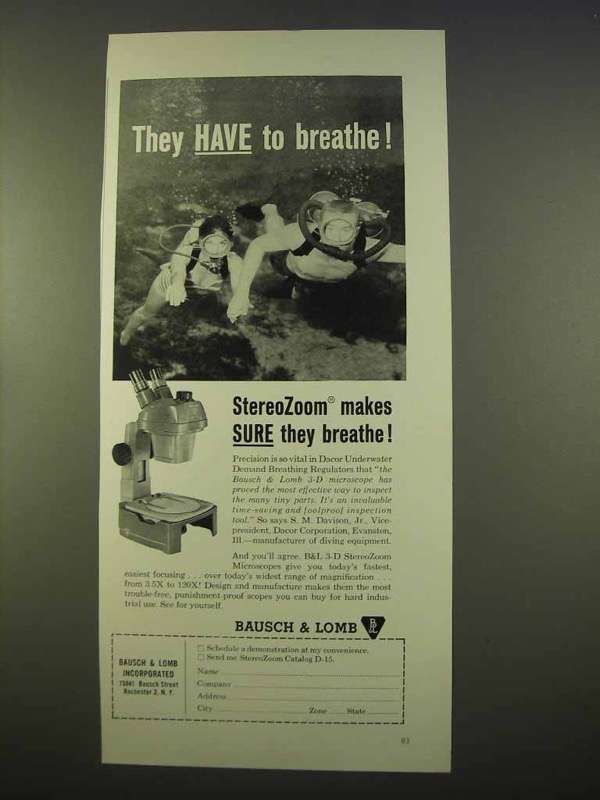 They HAVE to breathe!
StereoZoom® makes
SURE they breathe!
Precision is so vital in Dacor Underwater
Demand Breathing Regulators that "the
Bausch & Lomb 3-D microscope has
proved the most effective way to inspect
the many tiny parts. It's an invaluable
time-saving and foolproof inspection
tool." So says S. M. Davison, Jr., Vice-
president, Dacor Corporation, Evanston,
Ill.—manufacturer of diving equipment.
And you'll agree. B&L 3-D StereoZoom
Microscopes give you today's fastest,
easiest focusing . . . over today's widest range of magnification . . .
from 3.5X to 120X! Design and manufacture makes them the most
trouble-free, punishment-proof scopes you can buy for hard indus-
trial use. See for yourself.
BAUSCH & LOMB
B&L
BAUSCH & LOMB
INCORPORATED
Bausch Street
Rochester 2, N. Y.
Schedule a demonstration at my convenience.
Send me StereoZoom Catalog D-15.
Name
Company
Address
City Zone State